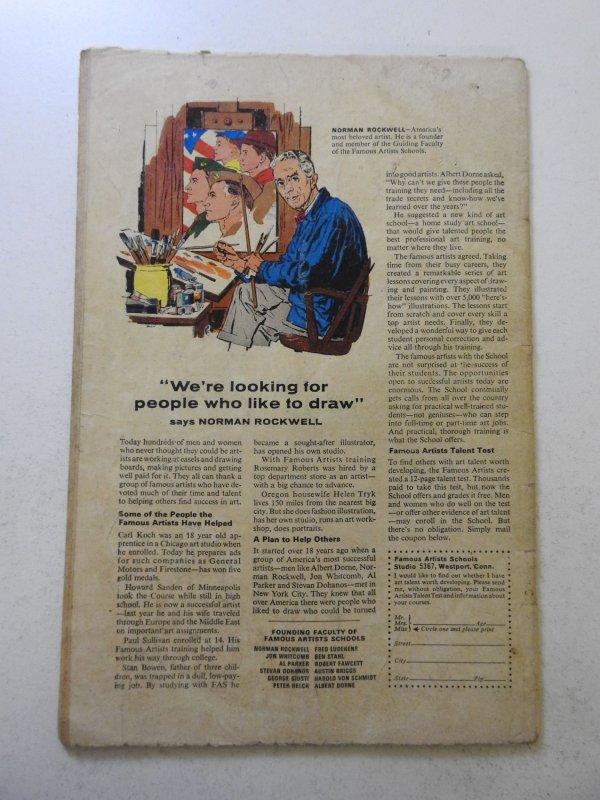 NORMAN ROCKWELL—America's
most beloved artist. He is a founder
and member of the Guiding Faculty
of the Famous Artists Schools.
"We're looking for
people who like to draw"
says NORMAN ROCKWELL
Today hundreds of men and women
who never thought they could be art-
ists are working at easels and drawing
boards, making pictures and getting
well paid for it. They all can thank a
group of famous artists who have de-
voted much of their time and talent
to helping others find success in art.
Some of the People the
Famous Artists Have Helped
Carl Koch was an 18 year old ap-
prentice in a Chicago art studio when
he enrolled. Today he prepares ads
for such companies as General
Motors and Firestone—has won five
gold medals.
Howard Sanden of Minneapolis
took the Course while still in high
school. He is now a successful artist
—last year he and his wife traveled
through Europe and the Middle East
on important art assignments.
Paul Sullivan enrolled at 14. His
Famous Artists training helped him
work his way through college.
Stan Bowen, father of three chil-
dren, was trapped in a dull, low-pay-
ing job. By studying with FAS he
became a sought-after illustrator,
has opened his own studio.
With Famous Artists training
Rosemary Roberts was hired by a
top department store as an artist—
with a big chance to advance.
Oregon housewife Helen Tryk
lives 150 miles from the nearest big
city. But she does fashion illustration,
has her own studio, runs an art work-
shop, does portraits.
A Plan to Help Others
It started over 18 years ago when a
group of America's most successful
artists—men like Albert Dorne, Nor-
man Rockwell, Jon Whitcomb, Al
Parker and Stevan Dohanos—met in
New York City. They knew that all
over America there were people who
liked to draw who could be turned
FOUNDING FACULTY OF
FAMOUS ARTISTS SCHOOLS
NORMAN ROCKWELL FRED LUDEKENS
JON WHITCOMB BEN STAHL
AL PARKER ROBERT FAWCETT
STEVAN DOHANOS AUSTIN BRIGGS
GEORGE GIUSTI HAROLD VON SCHMIDT
PETER HELCK ALBERT DORNE
into good artists. Albert Dorne asked,
"Why can't we give these people the
training they need—including all the
trade secrets and know-how we've
learned over the years?"
He suggested a new kind of art
school—a home study art school—
that would give talented people the
best professional art training, no
matter where they live.
The famous artists agreed. Taking
time from their busy careers, they
created a remarkable series of art
lessons covering every aspect of draw-
ing and painting. They illustrated
their lessons with over 5,000 "here's-
how" illustrations. The lessons start
from scratch and cover every skill a
top artist needs. Finally, they de-
veloped a wonderful way to give each
student personal correction and ad-
vice all through his training.
The famous artists with the School
are not surprised at the success of
their students. The opportunities
open to successful artists today are
enormous. The School continually
gets calls from all over the country
asking for practical well-trained stu-
dents—not geniuses—who can step
into full-time or part-time art jobs.
And practical, thorough training is
what the School offers.
Famous Artists Talent Test
To find others with art talent worth
developing, the Famous Artists cre-
ated a 12-page talent test. Thousands
paid to take this test, but now the
School offers and grades it free. Men
and women who do well on the test
—or offer other evidence of art talent
—may enroll in the School. But
there's no obligation. Simply mail
the coupon below.
Famous Artists Schools
Studio 5367, Westport, Conn.
I would like to find out whether I have
art talent worth developing. Please send
me, without obligation, your Famous
Artists Talent Test and information about
your courses.
Mr.
Mrs. Age
Miss Circle one and please print
Street
City
State Zip